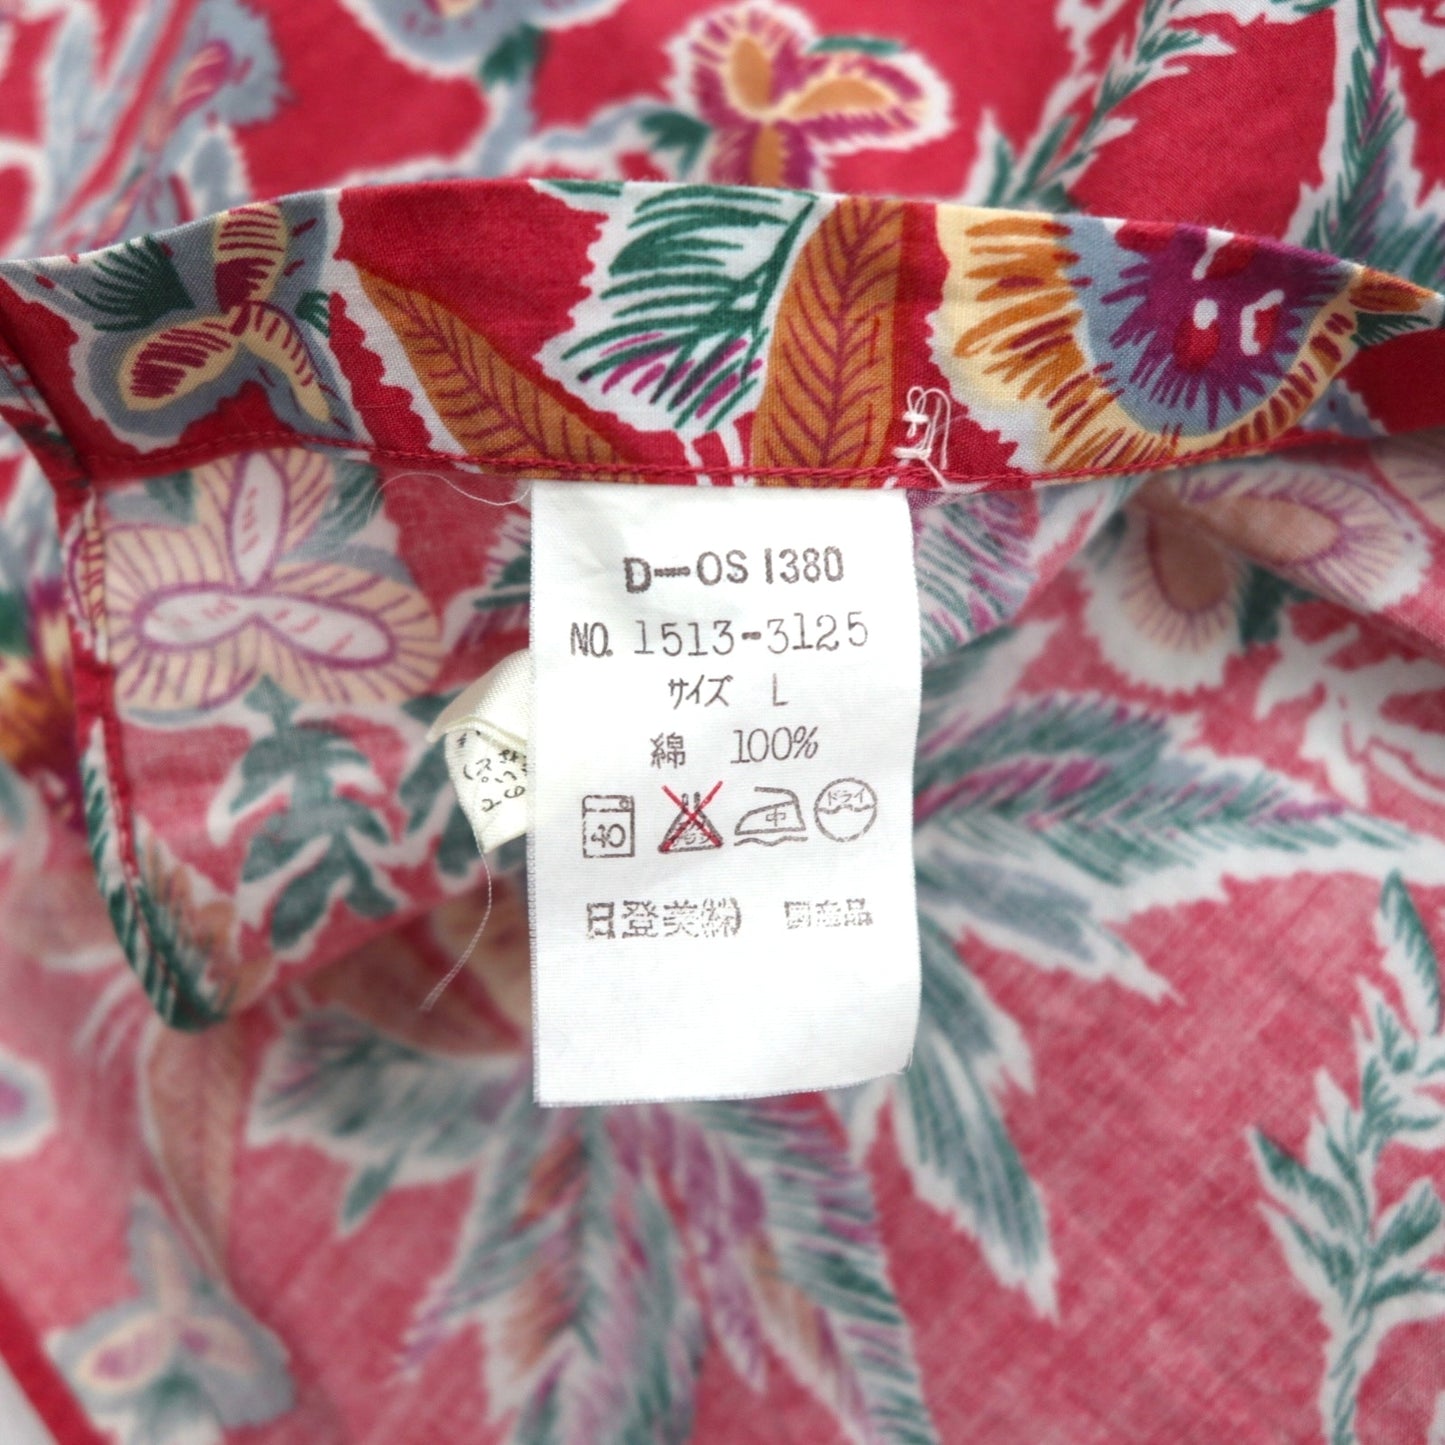 D—OS 1380
NO. 1513-3125
サイズ L
綿 100%
40 中 ドライ
日登美㈱ 国産品